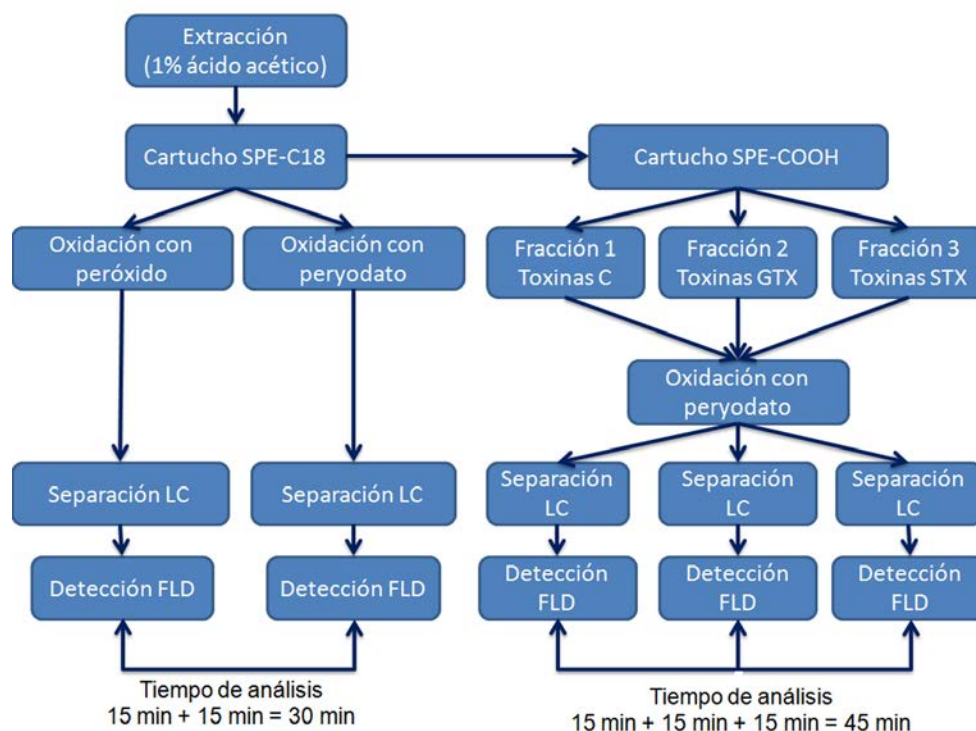 Extracción
(1% ácido acético)
Cartucho SPE-C18
Cartucho SPE-COOH
Oxidación con
peróxido
Oxidación con
peryodato
Fracción 1
Toxinas C
Fracción 2
Toxinas GTX
Fracción 3
Toxinas STX
Oxidación con
peryodato
Separación LC
Separación LC
Separación
LC
Separación
LC
Separación
LC
Detección FLD
Detección FLD
Detección
FLD
Detección
FLD
Detección
FLD
Tiempo de análisis
15 min + 15 min = 30 min
Tiempo de análisis
15 min + 15 min + 15 min = 45 min